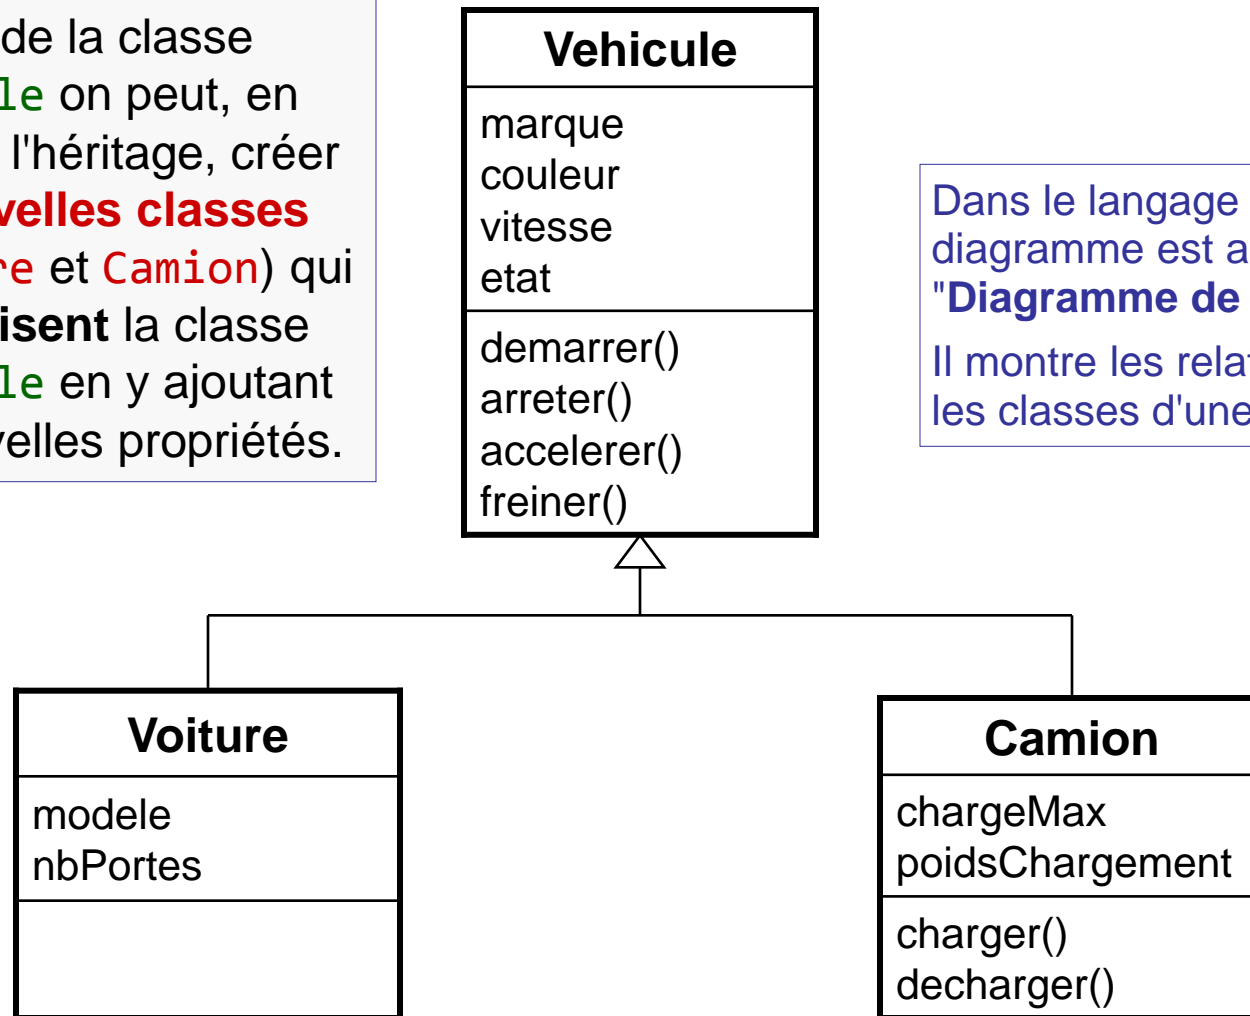 de la classe
le on peut, en
l'héritage, créer
velles classes
re et Camion) qui
isent la classe
le en y ajoutant
velles propriétés.
Vehicule
marque
couleur
vitesse
etat
demarrer()
arreter()
accelerer()
freiner()
Dans le langage
diagramme est a
"Diagramme de
Il montre les rela
les classes d'une
Voiture
modele
nbPortes
Camion
chargeMax
poidsChargement
charger()
decharger()